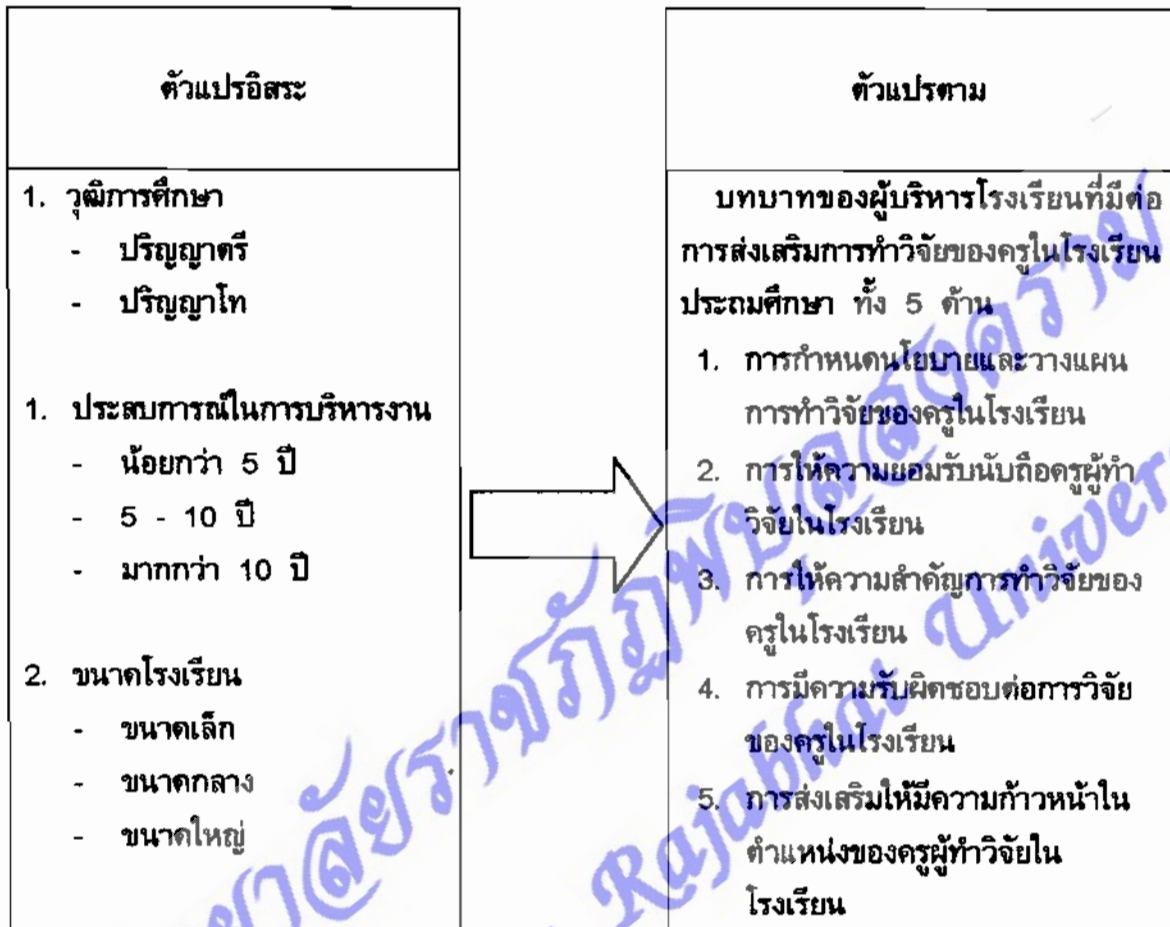 ตัวแปรอิสระ
1. วุฒิการศึกษา
- ปริญญาตรี
- ปริญญาโท
1. ประสบการณ์ในการบริหารงาน
- น้อยกว่า 5 ปี
- 5 - 10 ปี
- มากกว่า 10 ปี
2. ขนาดโรงเรียน
- ขนาดเล็ก
- ขนาดกลาง
- ขนาดใหญ่
ตัวแปรตาม
บทบาทของผู้บริหารโรงเรียนที่มีต่อ
การส่งเสริมการทำวิจัยของครูในโรงเรียน
ประถมศึกษา ทั้ง 5 ด้าน
1. การกำหนดนโยบายและวางแผน
การทำวิจัยของครูในโรงเรียน
2. การให้ความยอมรับนับถือครูผู้ทำ
วิจัยในโรงเรียน
3. การให้ความสำคัญการทำวิจัยของ
ครูในโรงเรียน
4. การมีความรับผิดชอบต่อการวิจัย
ของครูในโรงเรียน
5. การส่งเสริมให้มีความก้าวหน้าใน
ตำแหน่งของครูผู้ทำวิจัยใน
โรงเรียน
ราชภัฏพิบูลสงคราม
Rajabhat Univer